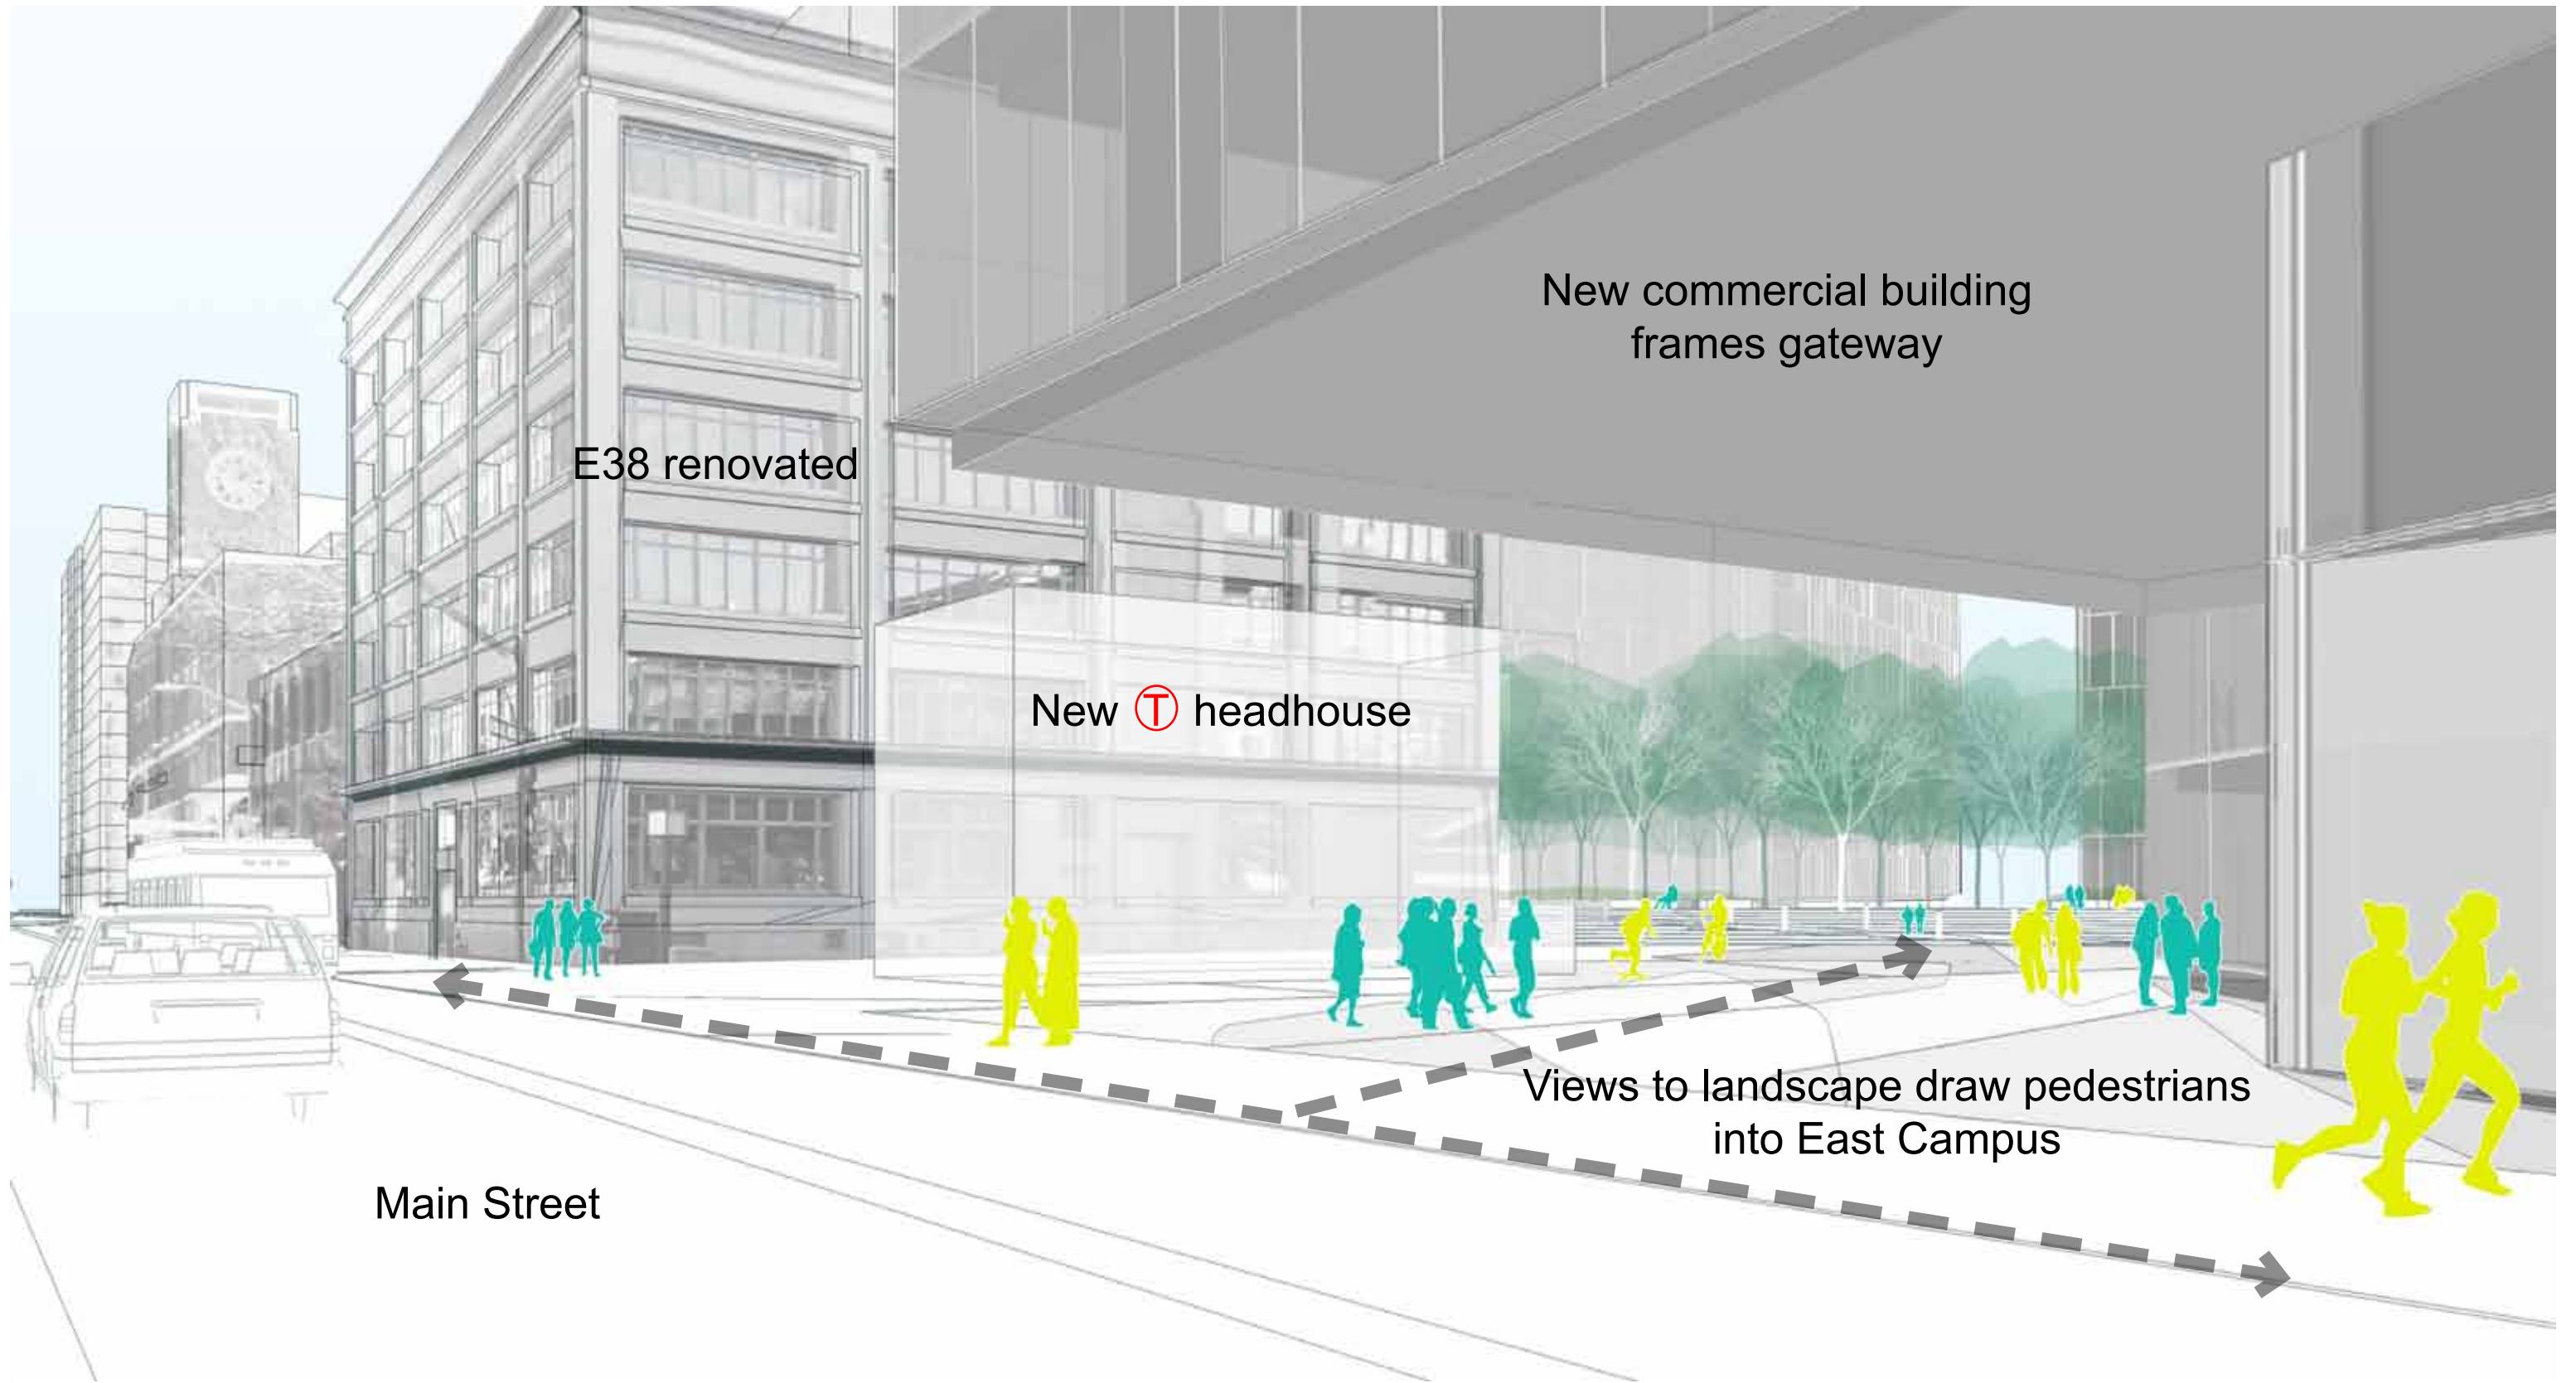 New commercial building
frames gateway
E38 renovated
New Ⓣ headhouse
Views to landscape draw pedestrians
into East Campus
Main Street